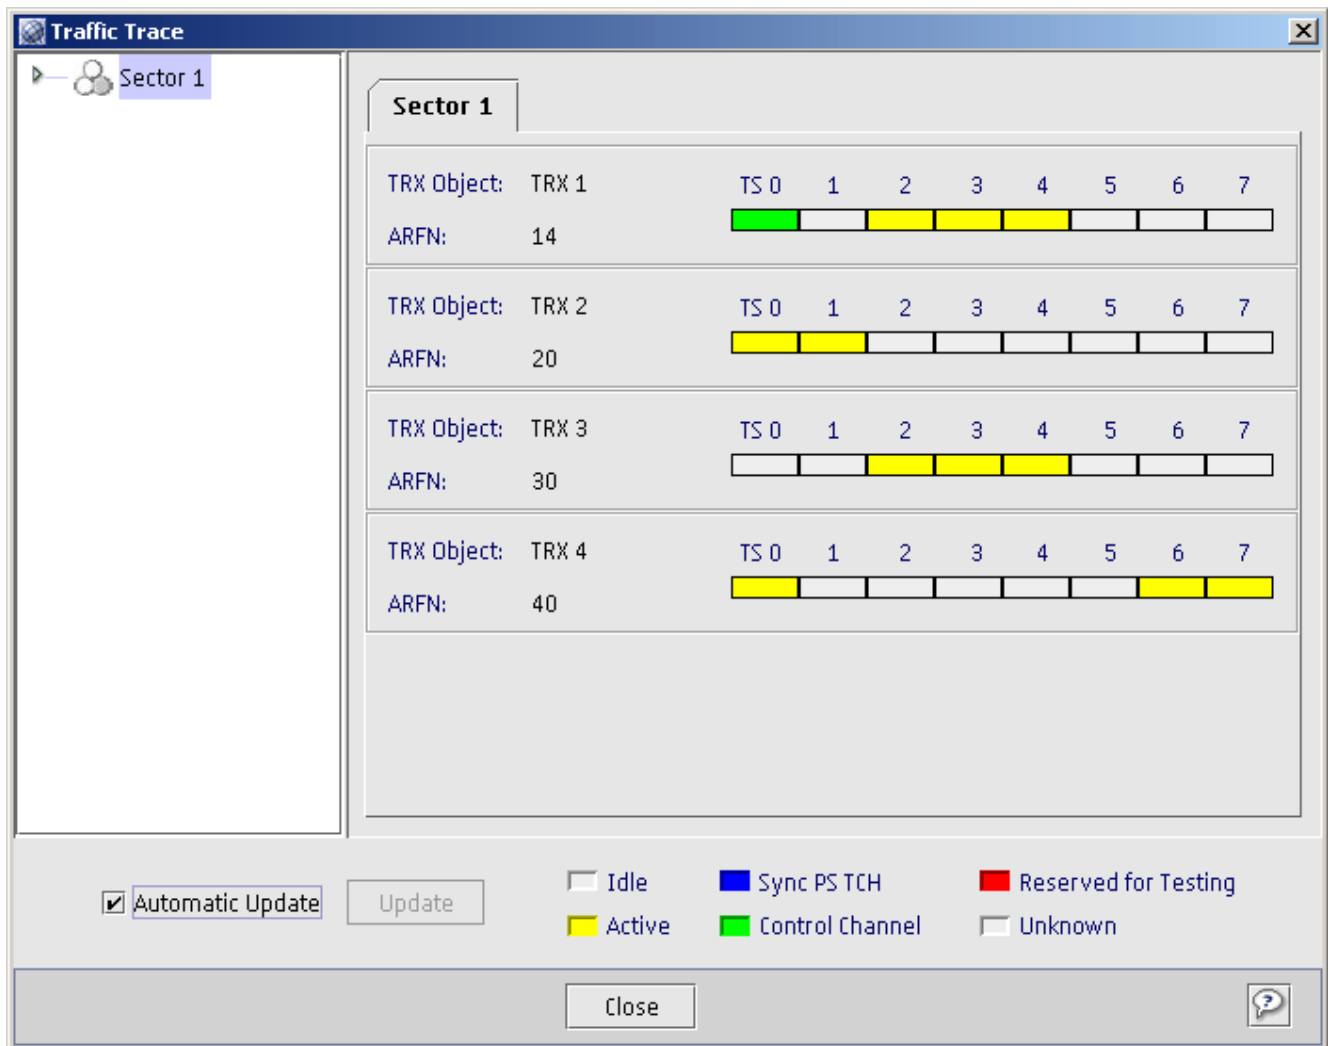 Traffic Trace
Sector 1
Sector 1
TRX Object: TRX 1 TS 0 1 2 3 4 5 6 7
ARFN: 14
TRX Object: TRX 2 TS 0 1 2 3 4 5 6 7
ARFN: 20
TRX Object: TRX 3 TS 0 1 2 3 4 5 6 7
ARFN: 30
TRX Object: TRX 4 TS 0 1 2 3 4 5 6 7
ARFN: 40
Automatic Update Update
Idle Sync PS TCH Reserved for Testing
Active Control Channel Unknown
Close
?